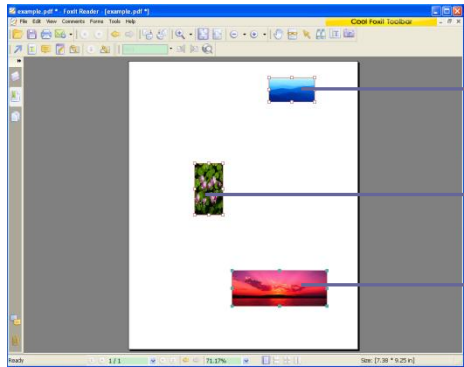 example.pdf * - Foxit Reader - [example.pdf *]
File Edit View Comments Forms Tools Help
Cool Foxit Toolbar
Ready
1 / 1
71.17%
Size: [7.38 * 9.25 in]